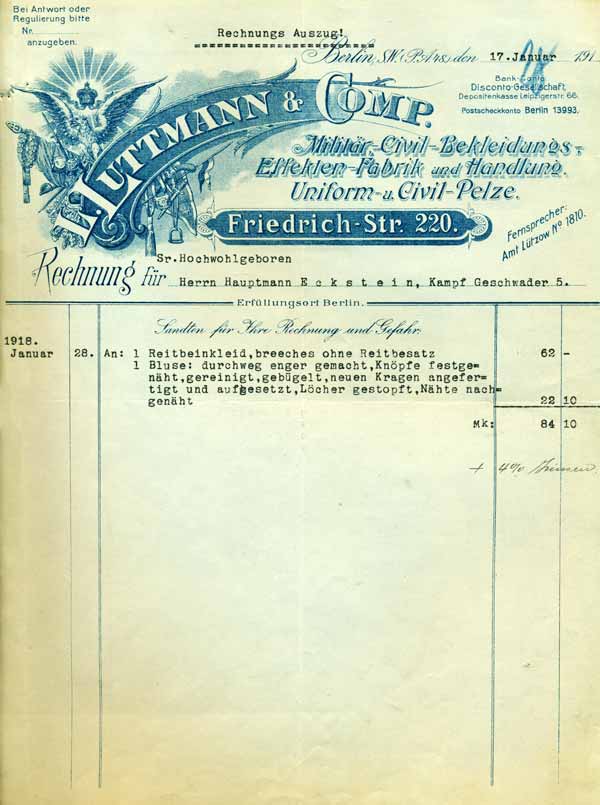 Bei Antwort oder
Regulierung bitte
Nr.
anzugeben.
Rechnungs Auszug!
Berlin, SW. (P.A. 48) den 17. Januar 191
Bank-Conto
Disconto-Gesellschaft,
Depositenkasse Leipzigerstr. 66.
Postscheckkonto Berlin 13993.
L. LUTTMANN & COMP.
Militär-Civil-Bekleidungs-,
Effekten-Fabrik und Handlung.
Uniform- u. Civil-Pelze.
Friedrich-Str. 220.
Fernsprecher:
Amt Lützow № 1810.
Sr. Hochwohlgeboren
Rechnung für Herrn Hauptmann Eckstein, Kampf Geschwader 5.
Erfüllungsort Berlin.
Sandten für Ihre Rechnung und Gefahr:
1918.
Januar 28. An: 1 Reitbeinkleid,breeches ohne Reitbesatz 62 -
1 Bluse: durchweg enger gemacht,Knöpfe festge=
näht,gereinigt,gebügelt,neuen Kragen angefer=
tigt und aufgesetzt,Löcher gestopft,Nähte nach=
genäht 22 10
Mk: 84 10
+ 4% Zinsen